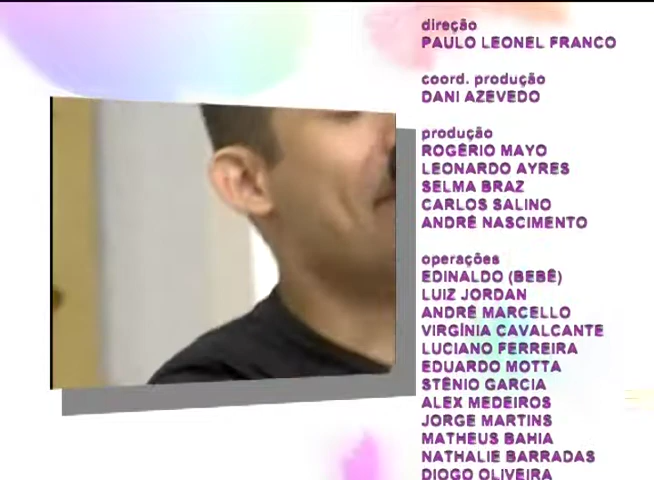 direção
PAULO LEONEL FRANCO
coord. produção
DANI AZEVEDO
produção
ROGÉRIO MAYO
LEONARDO AYRES
SELMA BRAZ
CARLOS SALINO
ANDRÉ NASCIMENTO
operações
EDINALDO (BEBÊ)
LUIZ JORDAN
ANDRÉ MARCELLO
VIRGÍNIA CAVALCANTE
LUCIANO FERREIRA
EDUARDO MOTTA
STÊNIO GARCIA
ALEX MEDEIROS
JORGE MARTINS
MATHEUS BAHIA
NATHALIE BARRADAS
DIOGO OLIVEIRA